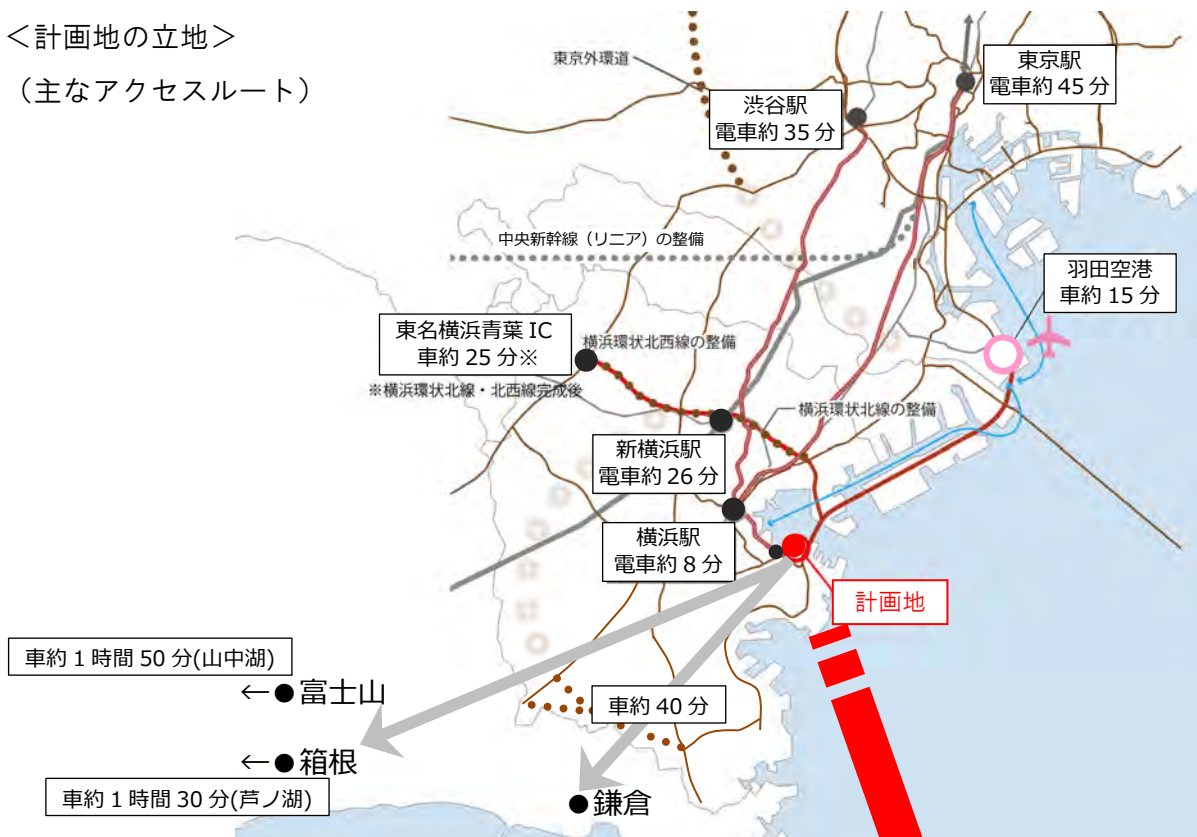 ＜計画地の立地＞
（主なアクセスルート）
東京外環道
東京駅
電車約 45 分
渋谷駅
電車約 35 分
中央新幹線（リニア）の整備
羽田空港
車約 15 分
東名横浜青葉 IC
車約 25 分※
横浜環状北西線の整備
※横浜環状北線・北西線完成後
横浜環状北線の整備
新横浜駅
電車約 26 分
横浜駅
電車約 8 分
計画地
車約 1 時間 50 分(山中湖)
←●富士山
車約 40 分
←●箱根
車約 1 時間 30 分(芦ノ湖)
●鎌倉